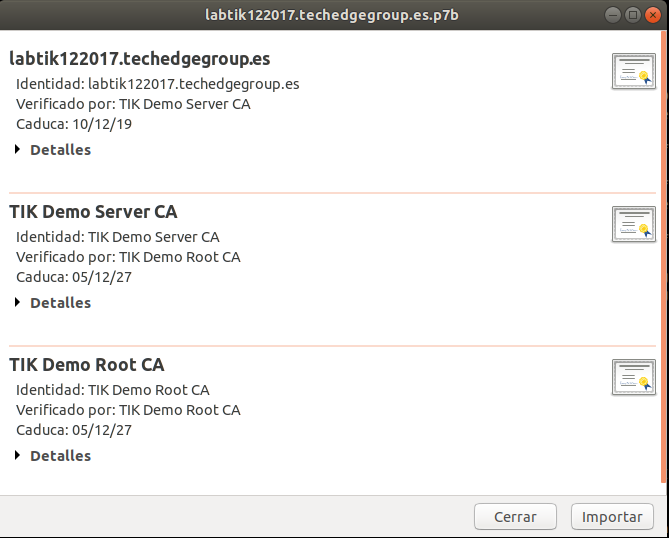 labtik122017.techedgegroup.es.p7b
labtik122017.techedgegroup.es
Identidad: labtik122017.techedgegroup.es
Verificado por: TIK Demo Server CA
Caduca: 10/12/19
Detalles
TIK Demo Server CA
Identidad: TIK Demo Server CA
Verificado por: TIK Demo Root CA
Caduca: 05/12/27
Detalles
TIK Demo Root CA
Identidad: TIK Demo Root CA
Verificado por: TIK Demo Root CA
Caduca: 05/12/27
Detalles
Cerrar Importar